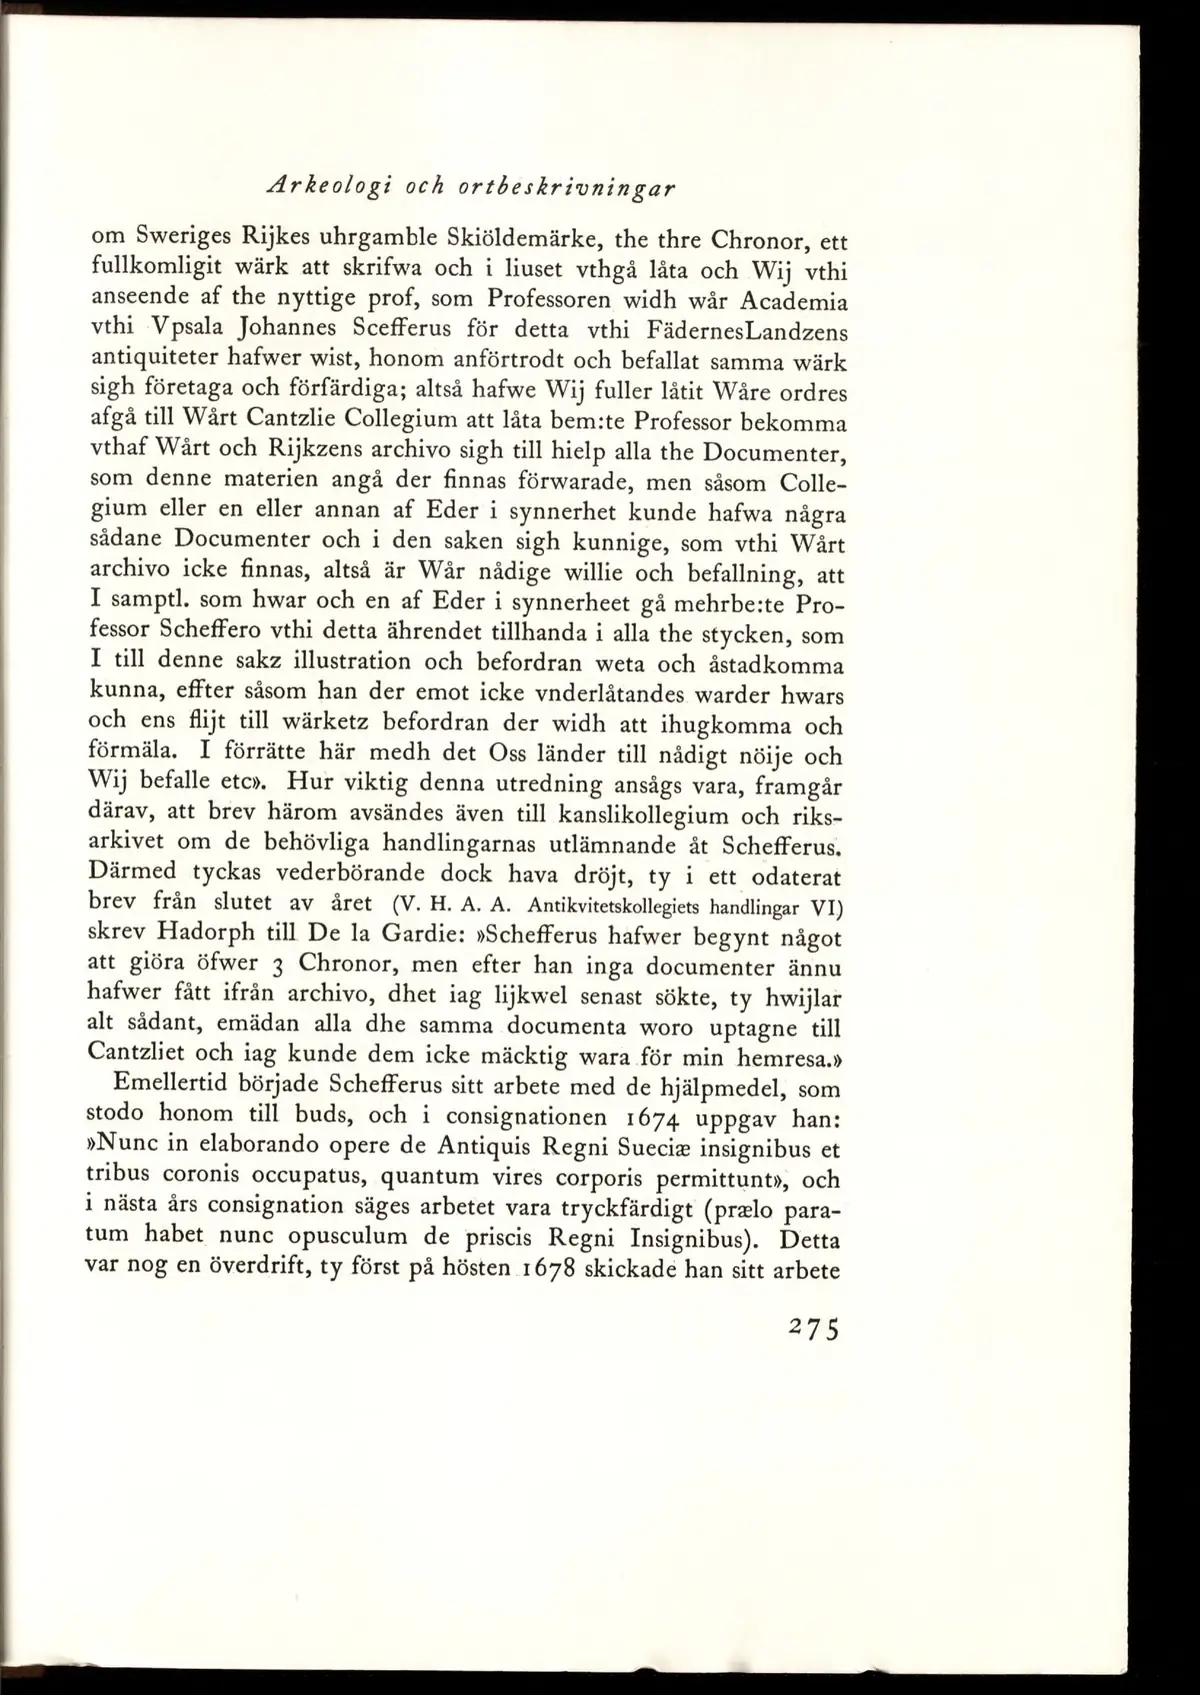 Arkeologi och ortbeskrivningar
om Sweriges Rijkes uhrgamble Skiöldemärke, the thre Chronor, ett
fullkomligit wärk att skrifwa och i liuset vthgå låta och Wij vthi
anseende af the nyttige prof, som Professoren widh wår Academia
vthi Vpsala Johannes Scefferus för detta vthi FädernesLandzens
antiquiteter hafwer wist, honom anförtrodt och befallat samma wärk
sigh företaga och förfärdiga; altså hafwe Wij fuller låtit Wåre ordres
afgå till Wårt Cantzlie Collegium att låta bem:te Professor bekomma
vthaf Wårt och Rijkzens archivo sigh till hielp alla the Documenter,
som denne materien angå der finnas förwarade, men såsom Colle-
gium eller en eller annan af Eder i synnerhet kunde hafwa några
sådane Documenter och i den saken sigh kunnige, som vthi Wårt
archivo icke finnas, altså är Wår nådige willie och befallning, att
I samptl. som hwar och en af Eder i synnerheet gå mehrbe:te Pro-
fessor Scheffero vthi detta ährendet tillhanda i alla the stycken, som
I till denne sakz illustration och befordran weta och åstadkomma
kunna, effter såsom han der emot icke vnderlåtandes warder hwars
och ens flijt till wärketz befordran der widh att ihugkomma och
förmäla. I förrätte här medh det Oss länder till nådigt nöije och
Wij befalle etc». Hur viktig denna utredning ansågs vara, framgår
därav, att brev härom avsändes även till kanslikollegium och riks-
arkivet om de behövliga handlingarnas utlämnande åt Schefferus.
Därmed tyckas vederbörande dock hava dröjt, ty i ett odaterat
brev från slutet av året (V. H. A. A. Antikvitetskollegiets handlingar VI)
skrev Hadorph till De la Gardie: »Schefferus hafwer begynt något
att giöra öfwer 3 Chronor, men efter han inga documenter ännu
hafwer fått ifrån archivo, dhet iag lijkwel senast sökte, ty hwijlar
alt sådant, emädan alla dhe samma documenta woro uptagne till
Cantzliet och iag kunde dem icke mäcktig wara för min hemresa.»
Emellertid började Schefferus sitt arbete med de hjälpmedel, som
stodo honom till buds, och i consignationen 1674 uppgav han:
»Nunc in elaborando opere de Antiquis Regni Sueciæ insignibus et
tribus coronis occupatus, quantum vires corporis permittunt», och
i nästa års consignation säges arbetet vara tryckfärdigt (prælo para-
tum habet nunc opusculum de priscis Regni Insignibus). Detta
var nog en överdrift, ty först på hösten 1678 skickade han sitt arbete
275